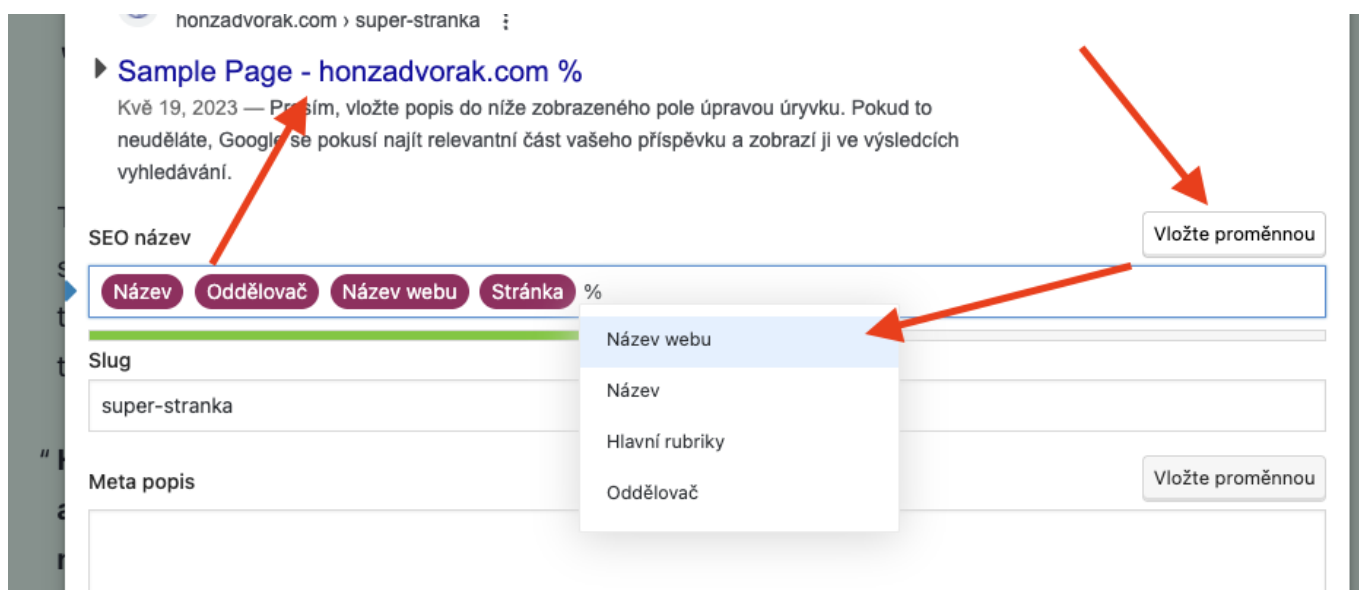 honzadvorak.com › super-stranka
Sample Page - honzadvorak.com %
Kvě 19, 2023 — Prosím, vložte popis do níže zobrazeného pole úpravou úryvku. Pokud to
neuděláte, Google se pokusí najít relevantní část vašeho příspěvku a zobrazí ji ve výsledcích
vyhledávání.
SEO název
Vložte proměnnou
Název Oddělovač Název webu Stránka %
Název webu
Název
Hlavní rubriky
Oddělovač
Slug
super-stranka
Meta popis
Vložte proměnnou